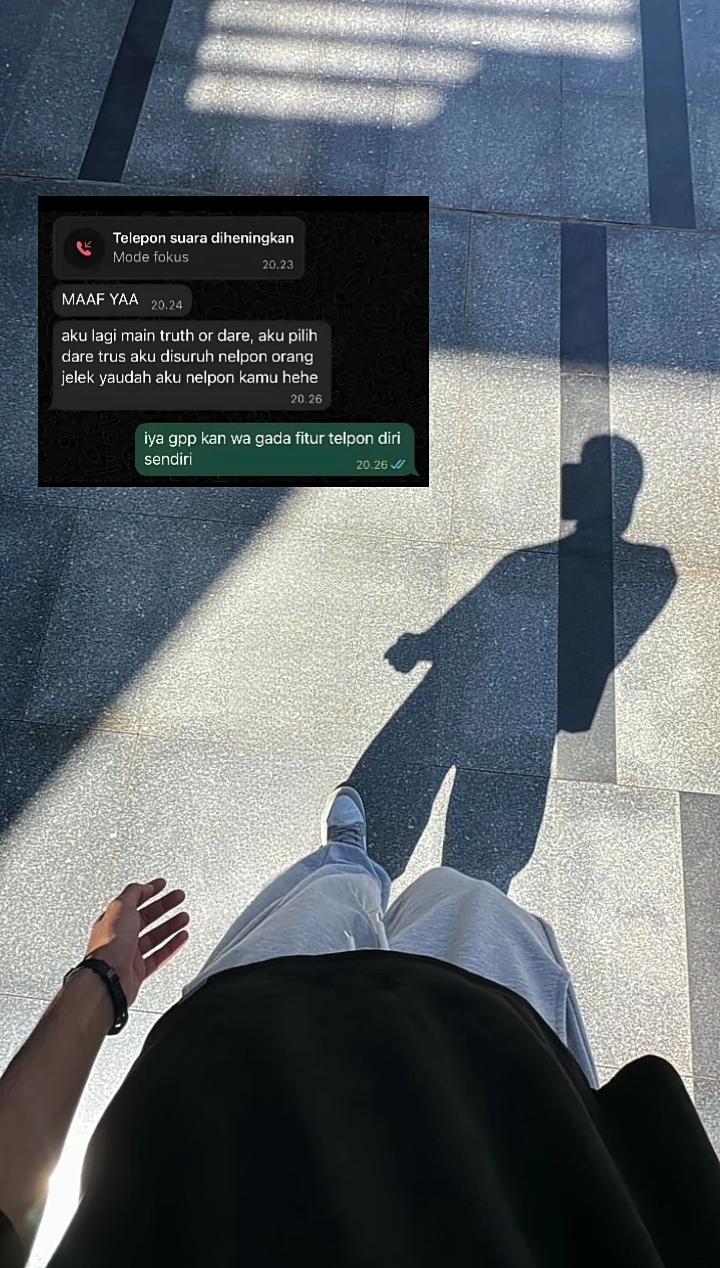 Telepon suara diheningkan
Mode fokus
20.23
MAAF YAA 20.24
aku lagi main truth or dare, aku pilih
dare trus aku disuruh nelpon orang
jelek yaudah aku nelpon kamu hehe
20.26
iya gpp kan wa gada fitur telpon diri
sendiri
20.26